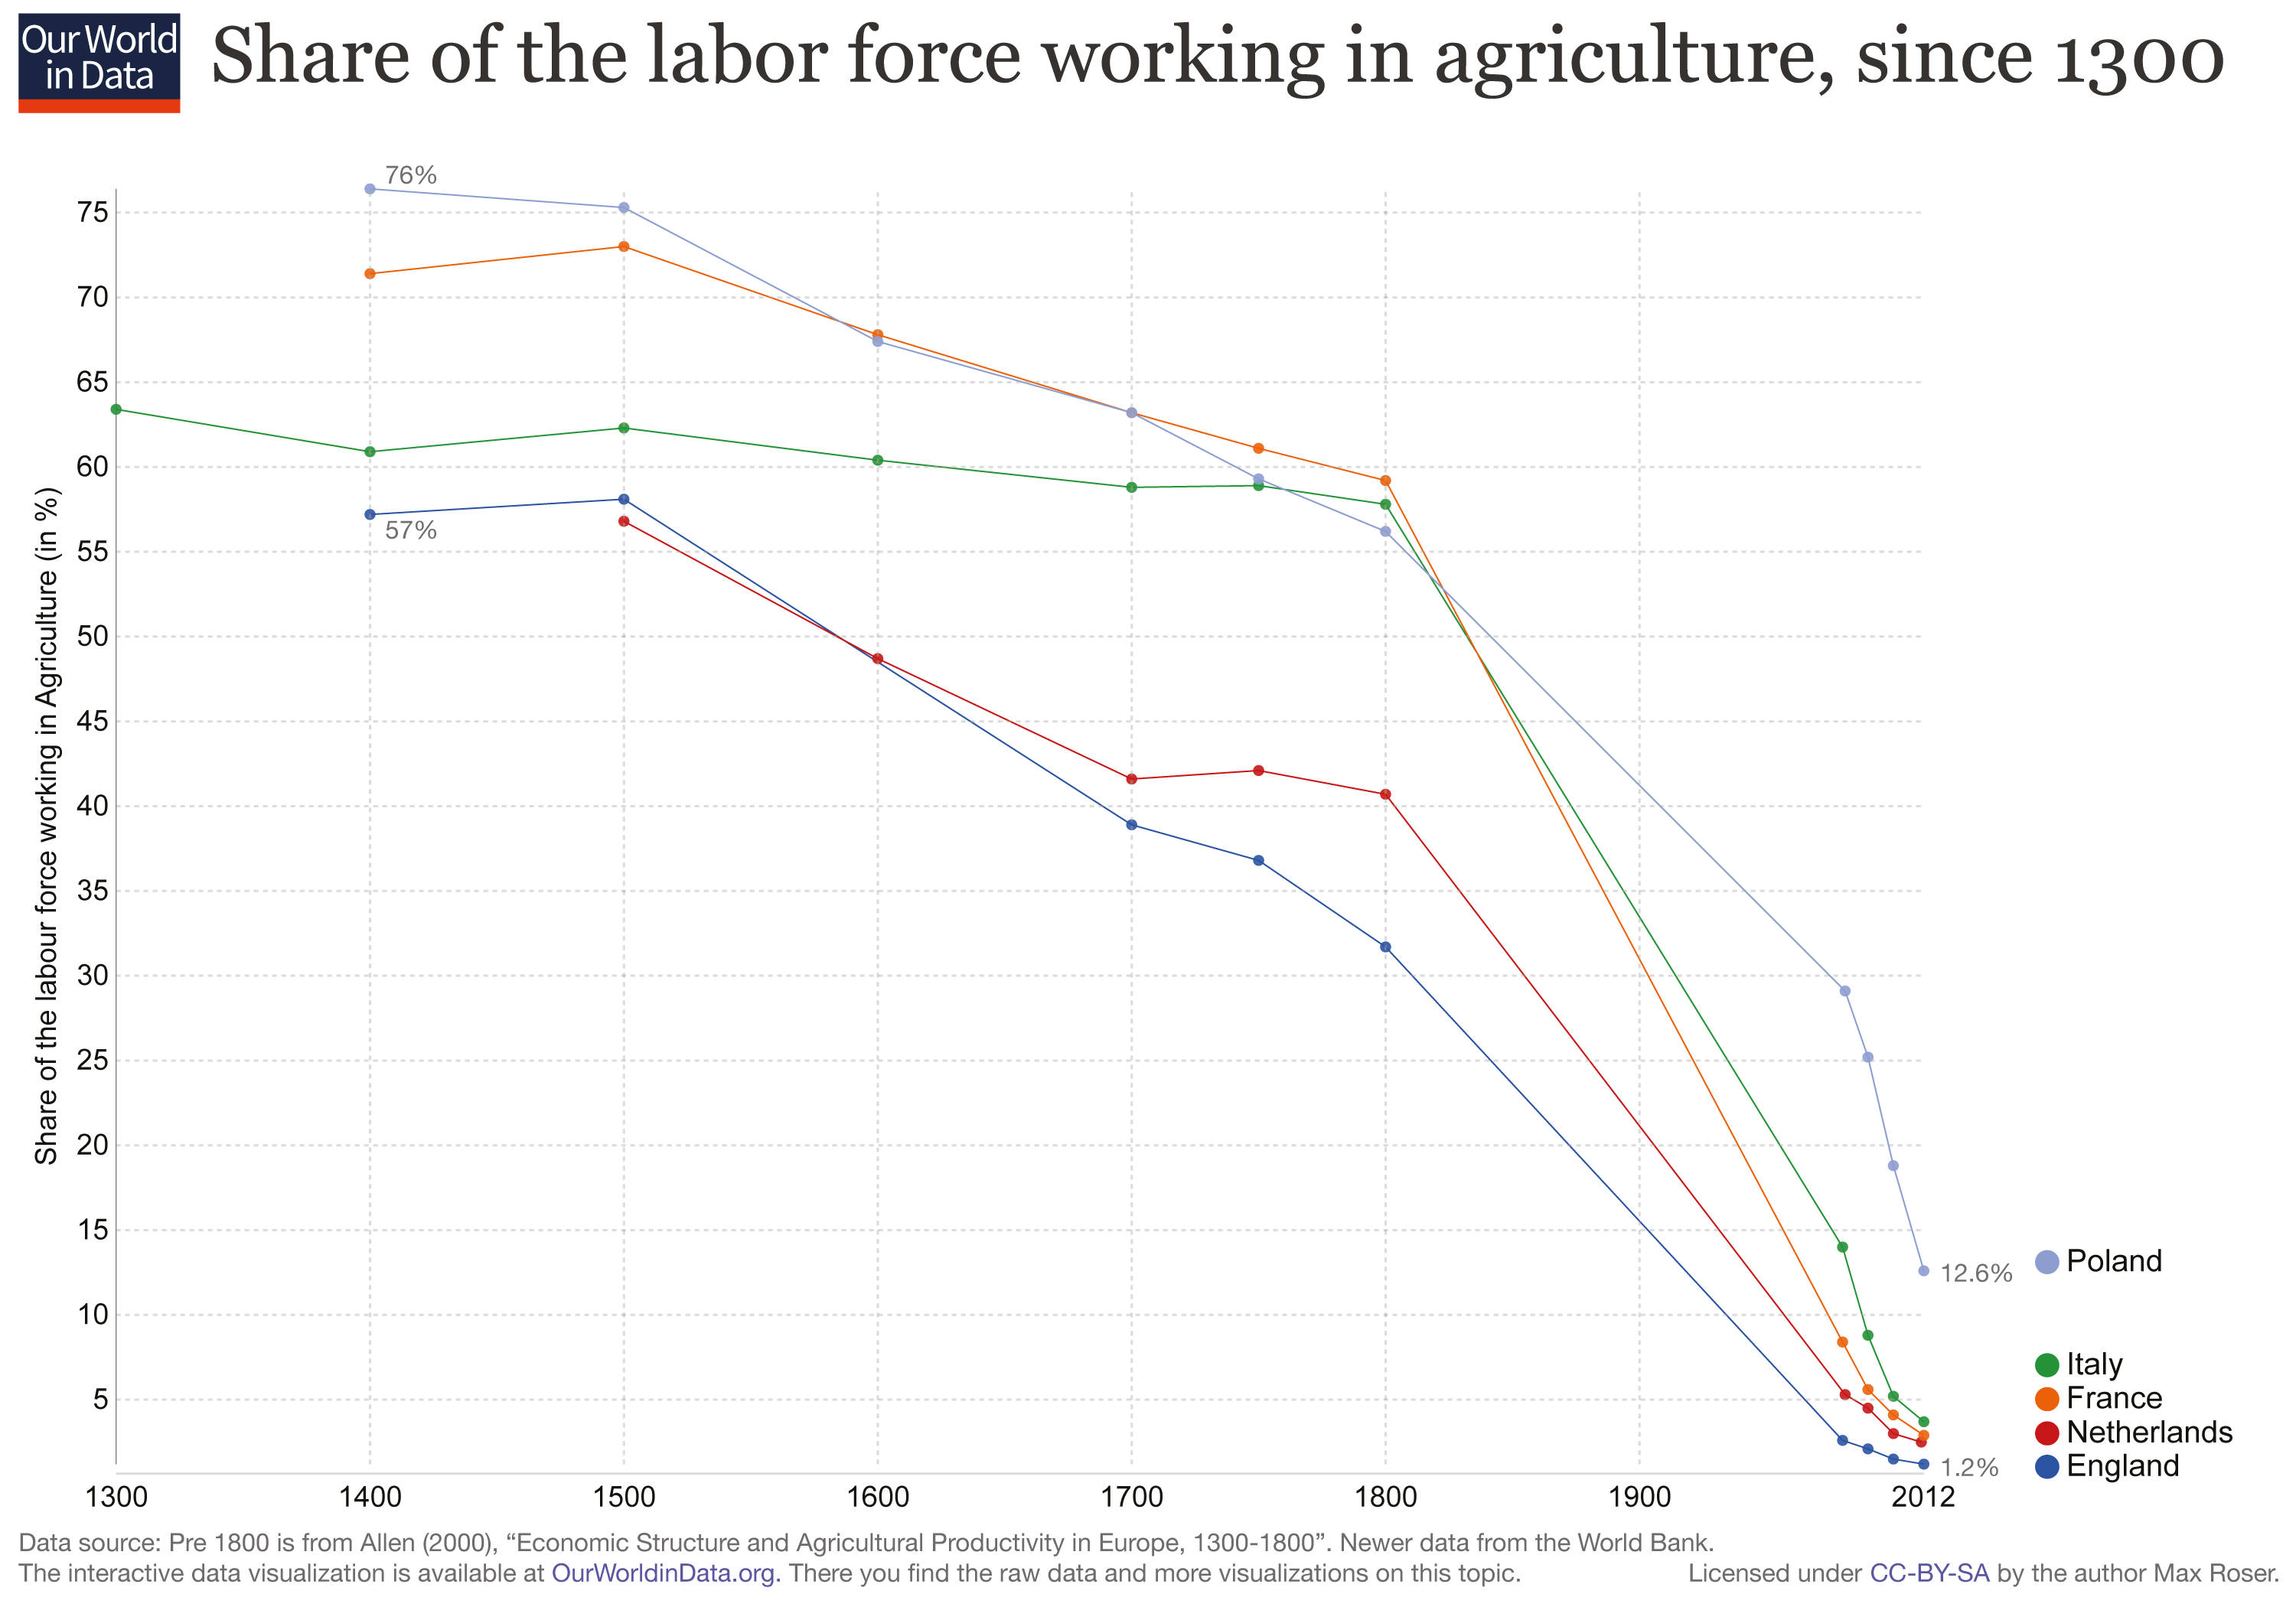 Our World
in Data
Share of the labor force working in agriculture, since 1300
Share of the labour force working in Agriculture (in %)
76%
75
70
65
60
57%
55
50
45
40
35
30
25
20
15
10
5
12.6%
Poland
Italy
France
Netherlands
1.2%
England
1300 1400 1500 1600 1700 1800 1900 2012
Data source: Pre 1800 is from Allen (2000), “Economic Structure and Agricultural Productivity in Europe, 1300-1800”. Newer data from the World Bank.
The interactive data visualization is available at OurWorldinData.org. There you find the raw data and more visualizations on this topic. Licensed under CC-BY-SA by the author Max Roser.